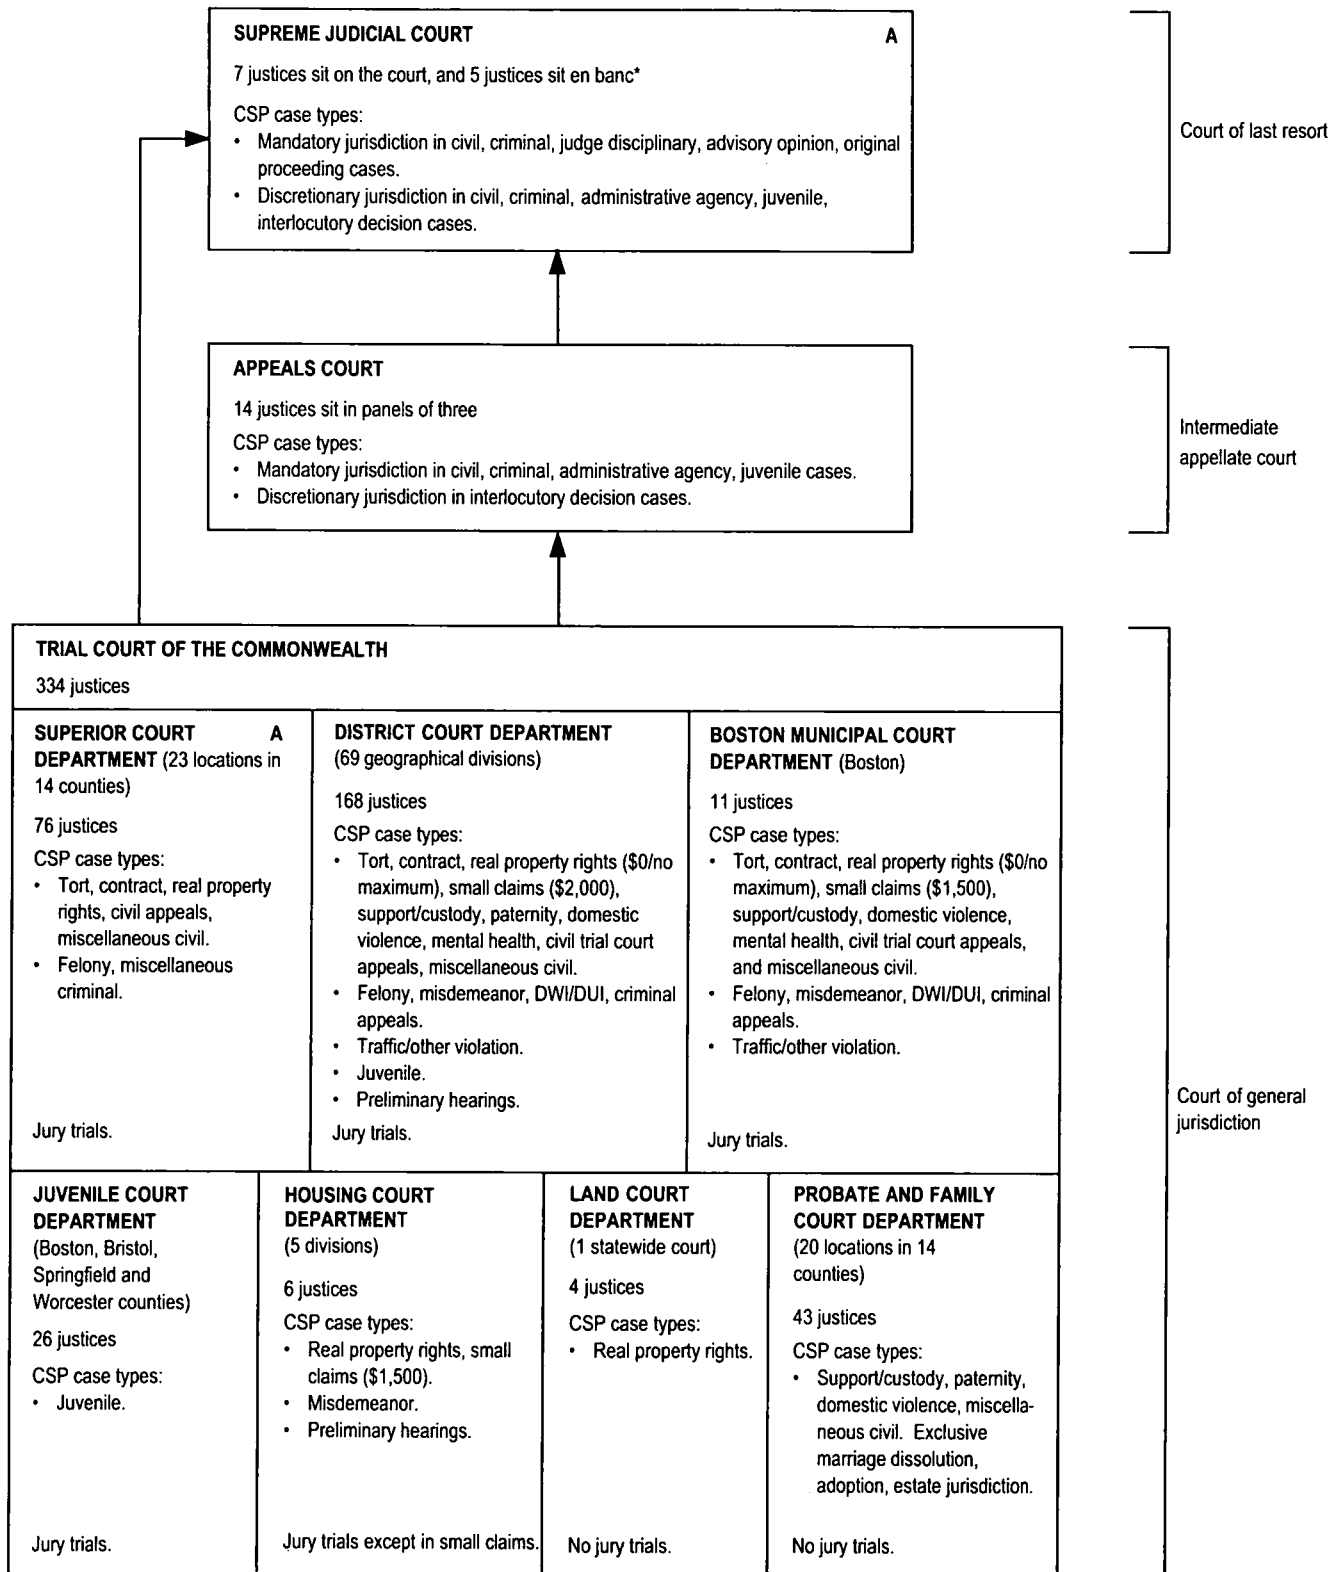 SUPREME JUDICIAL COURT A
7 justices sit on the court, and 5 justices sit en banc*
CSP case types:
• Mandatory jurisdiction in civil, criminal, judge disciplinary, advisory opinion, original
proceeding cases.
• Discretionary jurisdiction in civil, criminal, administrative agency, juvenile,
interlocutory decision cases.
Court of last resort
APPEALS COURT
14 justices sit in panels of three
CSP case types:
• Mandatory jurisdiction in civil, criminal, administrative agency, juvenile cases.
• Discretionary jurisdiction in interlocutory decision cases.
Intermediate
appellate court
TRIAL COURT OF THE COMMONWEALTH
334 justices
SUPERIOR COURT A
DEPARTMENT (23 locations in
14 counties)
76 justices
CSP case types:
• Tort, contract, real property
rights, civil appeals,
miscellaneous civil.
• Felony, miscellaneous
criminal.
Jury trials.
DISTRICT COURT DEPARTMENT
(69 geographical divisions)
168 justices
CSP case types:
• Tort, contract, real property rights ($0/no
maximum), small claims ($2,000),
support/custody, paternity, domestic
violence, mental health, civil trial court
appeals, miscellaneous civil.
• Felony, misdemeanor, DWI/DUI, criminal
appeals.
• Traffic/other violation.
• Juvenile.
• Preliminary hearings.
Jury trials.
BOSTON MUNICIPAL COURT
DEPARTMENT (Boston)
11 justices
CSP case types:
• Tort, contract, real property rights ($0/no
maximum), small claims ($1,500),
support/custody, domestic violence,
mental health, civil trial court appeals,
and miscellaneous civil.
• Felony, misdemeanor, DWI/DUI, criminal
appeals.
• Traffic/other violation.
Jury trials.
Court of general
jurisdiction
JUVENILE COURT
DEPARTMENT
(Boston, Bristol,
Springfield and
Worcester counties)
26 justices
CSP case types:
• Juvenile.
Jury trials.
HOUSING COURT
DEPARTMENT
(5 divisions)
6 justices
CSP case types:
• Real property rights, small
claims ($1,500).
• Misdemeanor.
• Preliminary hearings.
Jury trials except in small claims.
LAND COURT
DEPARTMENT
(1 statewide court)
4 justices
CSP case types:
• Real property rights.
No jury trials.
PROBATE AND FAMILY
COURT DEPARTMENT
(20 locations in 14
counties)
43 justices
CSP case types:
• Support/custody, paternity,
domestic violence, miscella-
neous civil. Exclusive
marriage dissolution,
adoption, estate jurisdiction.
No jury trials.